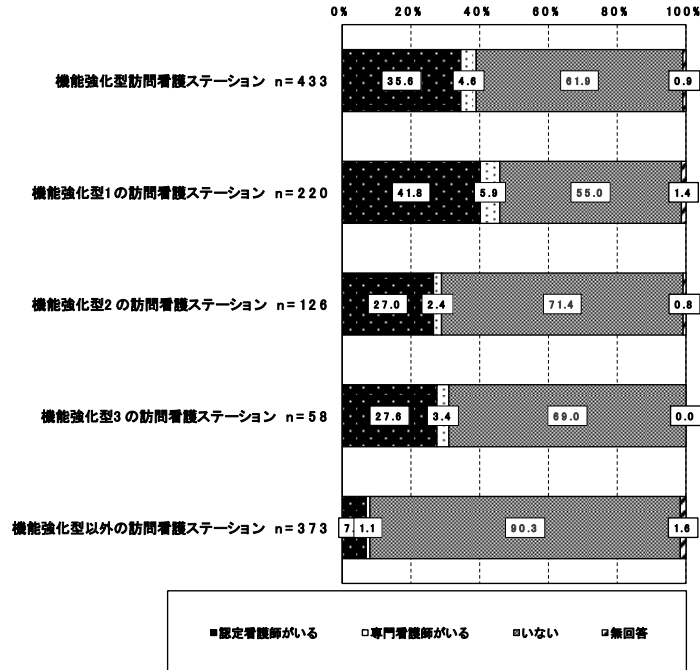 0% 20% 40% 60% 80% 100%
機能強化型訪問看護ステーション n=433 35.6 4.6 61.9 0.9
機能強化型1の訪問看護ステーション n=220 41.8 5.9 55.0 1.4
機能強化型2の訪問看護ステーション n=126 27.0 2.4 71.4 0.8
機能強化型3の訪問看護ステーション n=58 27.6 3.4 69.0 0.0
機能強化型以外の訪問看護ステーション n=373 7. 1.1 90.3 1.6
認定看護師がいる 専門看護師がいる いない 無回答